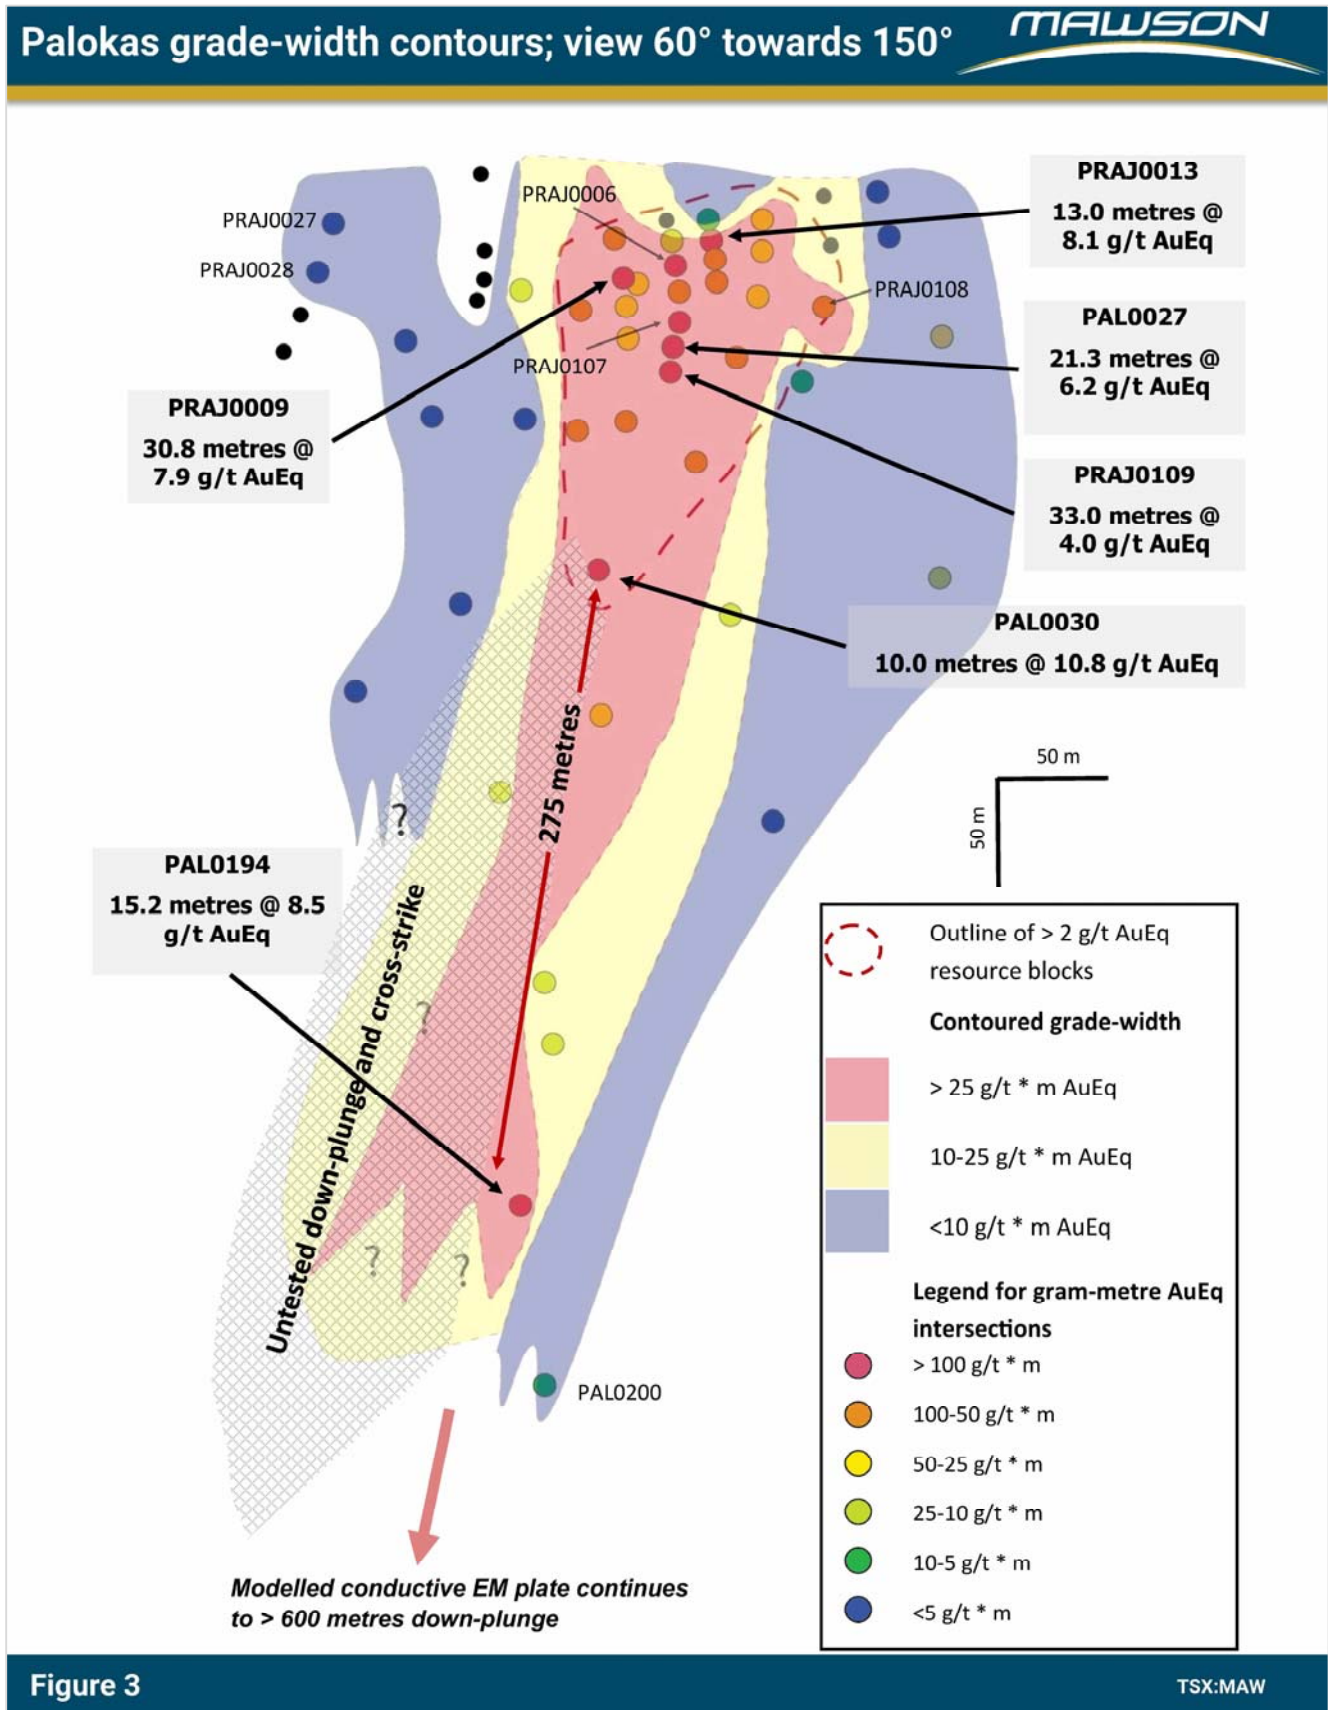 Palokas grade-width contours; view 60° towards 150°
MAWSON
PRAJ0006
PRAJ0013
13.0 metres @
8.1 g/t AuEq
PRAJ0027
PRAJ0028
PRAJ0108
PAL0027
21.3 metres @
6.2 g/t AuEq
PRAJ0107
PRAJ0009
30.8 metres @
7.9 g/t AuEq
PRAJ0109
33.0 metres @
4.0 g/t AuEq
PAL0030
10.0 metres @ 10.8 g/t AuEq
275 metres
50 m
50 m
?
PAL0194
15.2 metres @ 8.5
g/t AuEq
Untested down-plunge and cross-strike
?
?
?
PAL0200
Modelled conductive EM plate continues
to > 600 metres down-plunge
Outline of > 2 g/t AuEq
resource blocks
Contoured grade-width
> 25 g/t * m AuEq
10-25 g/t * m AuEq
<10 g/t * m AuEq
Legend for gram-metre AuEq
intersections
> 100 g/t * m
100-50 g/t * m
50-25 g/t * m
25-10 g/t * m
10-5 g/t * m
<5 g/t * m
Figure 3
TSX:MAW